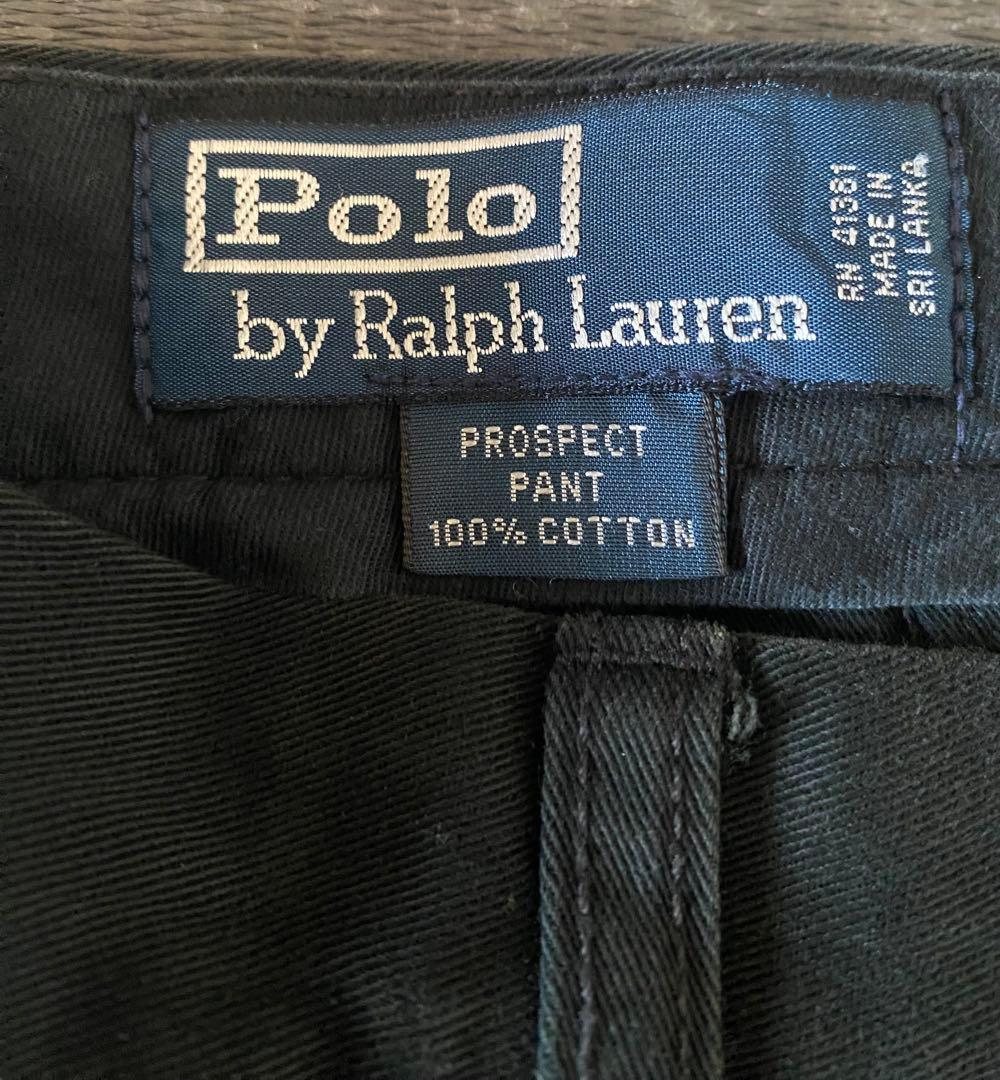 Polo
by Ralph Lauren
RN 41381
MADE IN
SRI LANKA
PROSPECT
PANT
100% COTTON